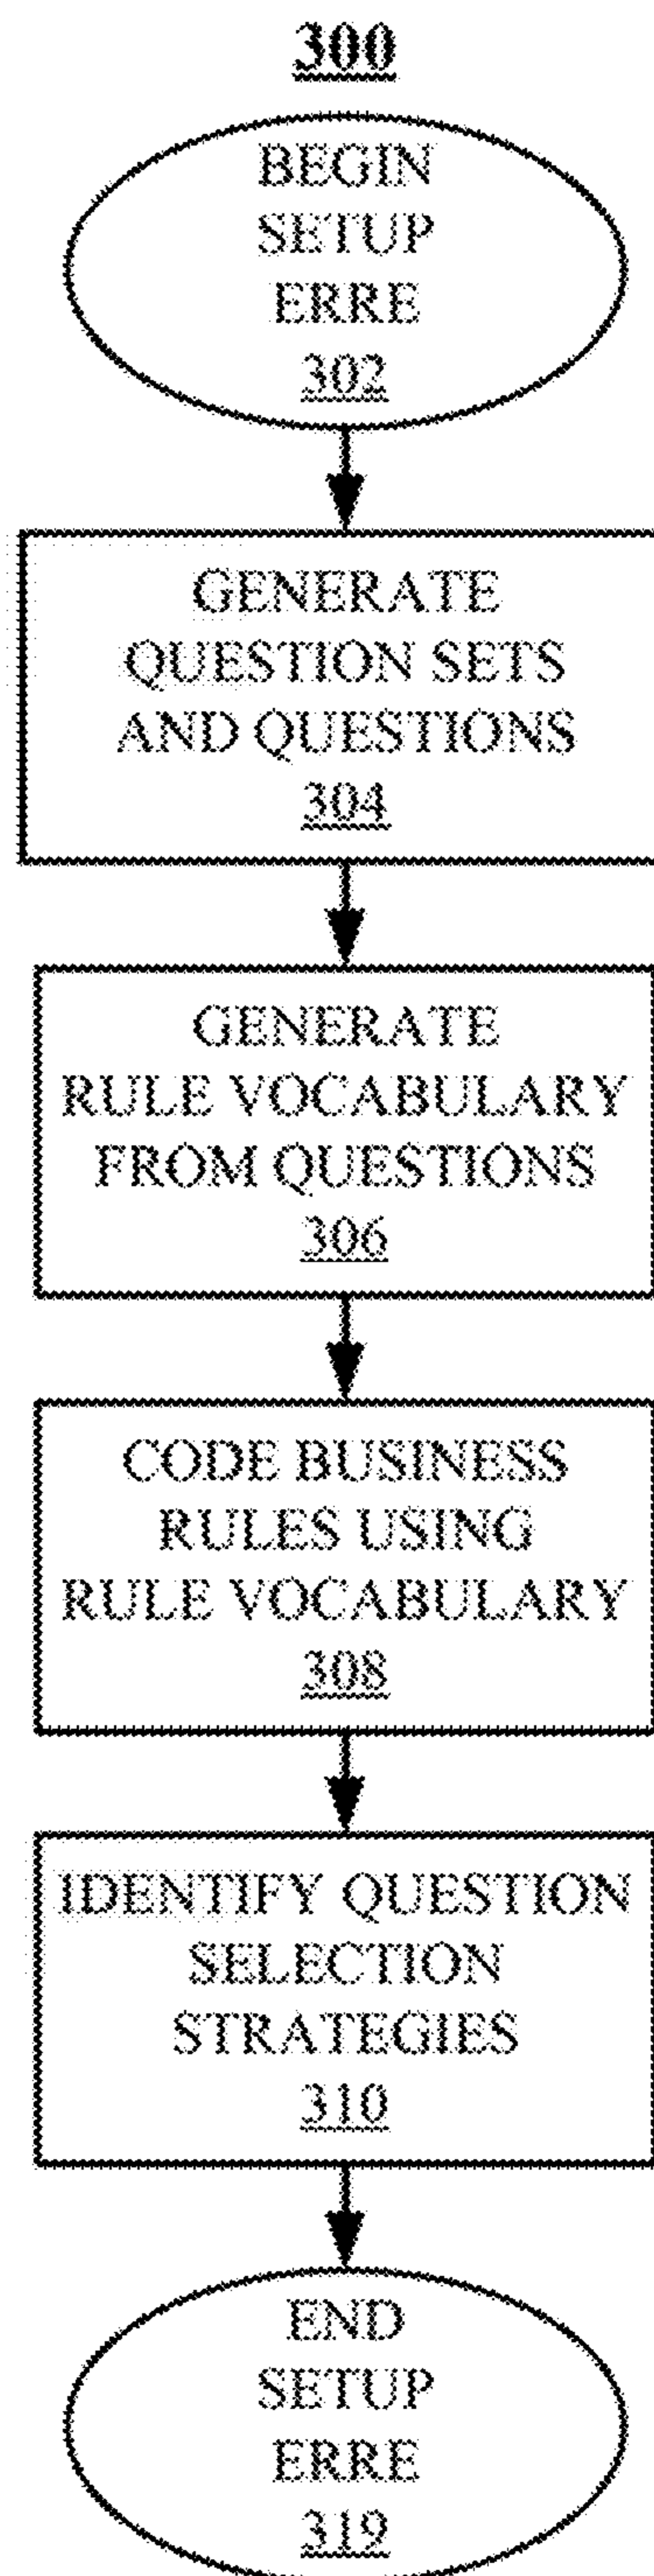 300
BEGIN
SETUP
ERRE
302
GENERATE
QUESTION SETS
AND QUESTIONS
304
GENERATE
RULE VOCABULARY
FROM QUESTIONS
306
CODE BUSINESS
RULES USING
RULE VOCABULARY
308
IDENTIFY QUESTION
SELECTION
STRATEGIES
310
END
SETUP
ERRE
319